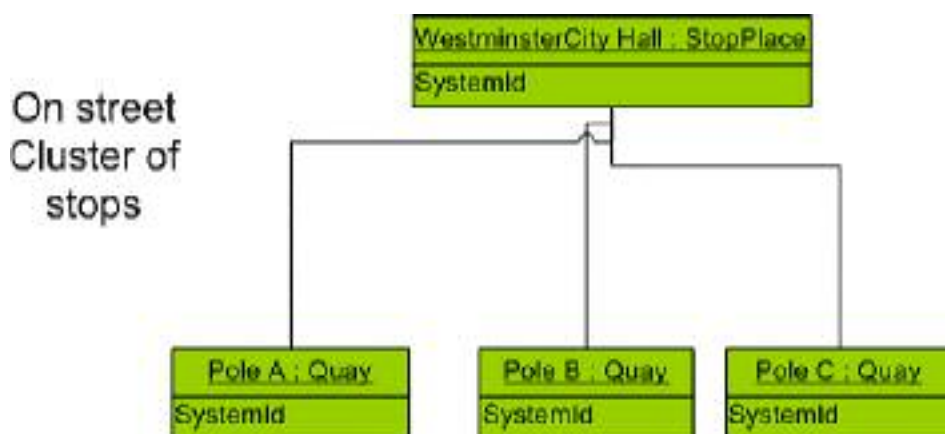 WestminsterCity Hall : StopPlace
SystemId
On street
Cluster of
stops
Pole A : Quay
SystemId
Pole B : Quay
SystemId
Pole C : Quay
SystemId